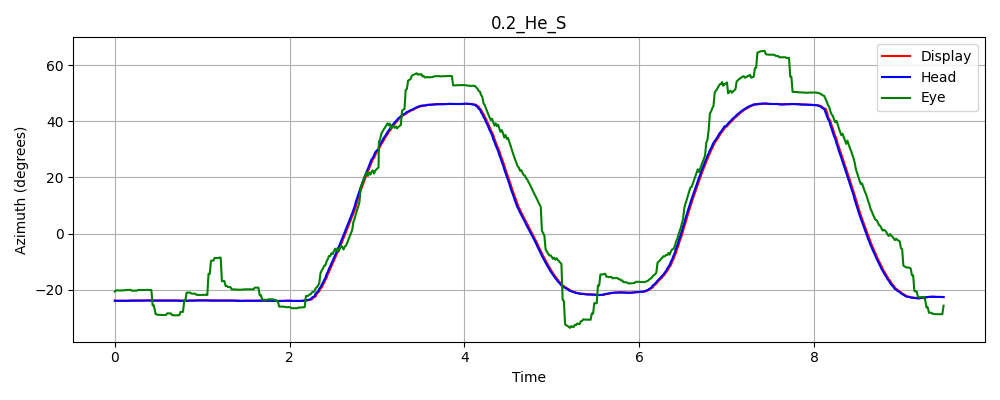 0.2_He_S
Display
Head
Eye
Azimuth (degrees)
60
40
20
0
−20
0 2 4 6 8
Time